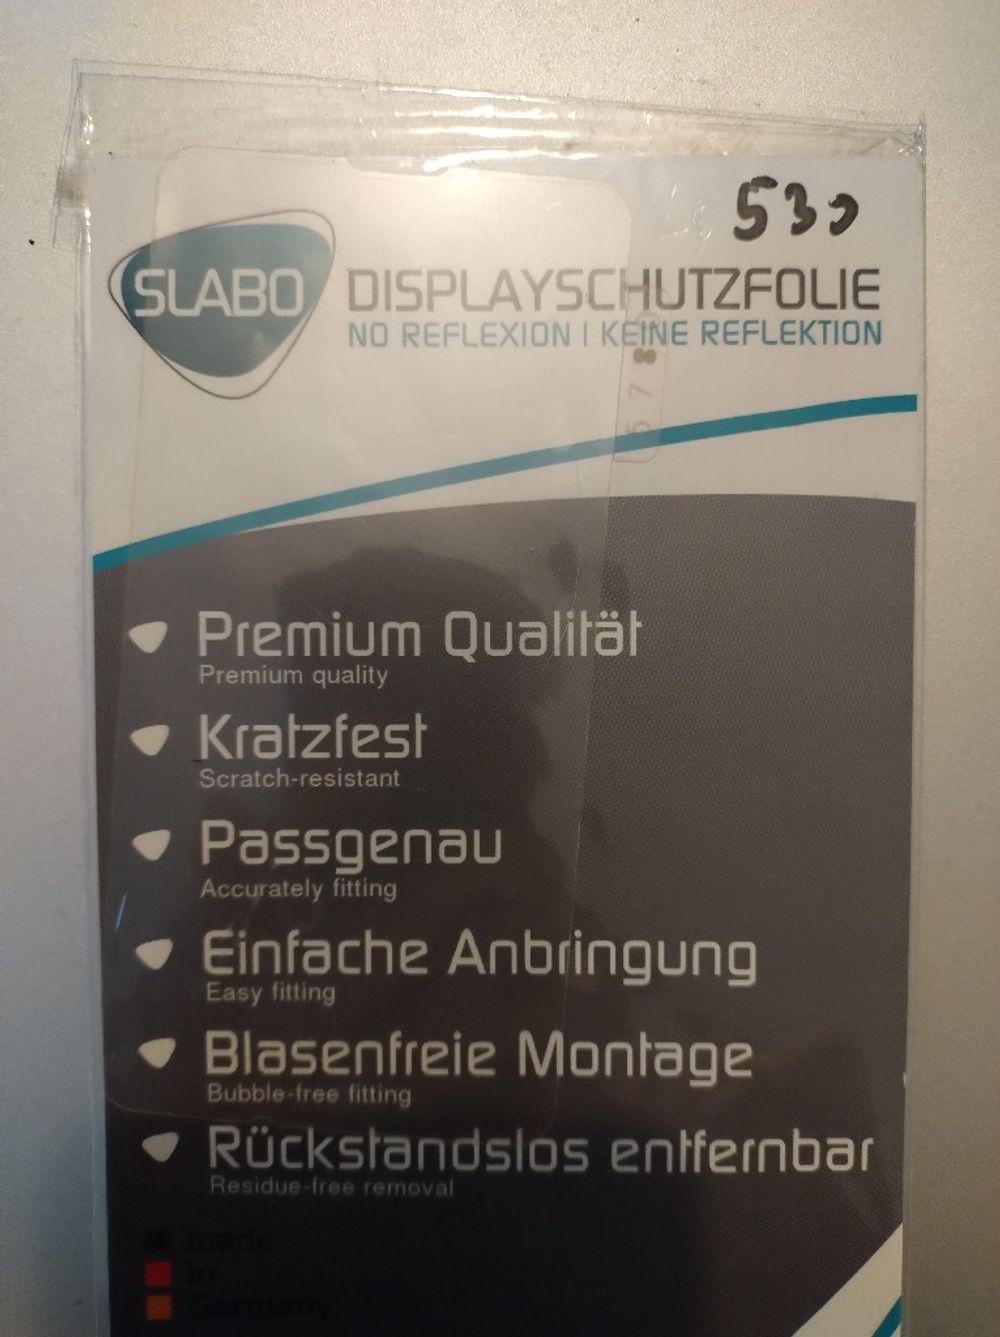 530
SLABO
DISPLAYSCHUTZFOLIE
NO REFLEXION | KEINE REFLEKTION
Premium Qualität
Premium quality
Kratzfest
Scratch-resistant
Passgenau
Accurately fitting
Einfache Anbringung
Easy fitting
Blasenfreie Montage
Bubble-free fitting
Rückstandslos entfernbar
Residue-free removal
made
in
Germany